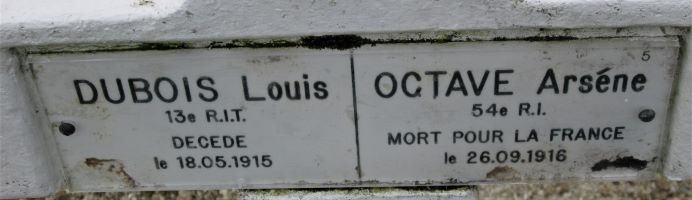 DUBOIS Louis
13e R.I.T.
DECEDE
le 18.05.1915
5
OCTAVE Arséne
54e R.I.
MORT POUR LA FRANCE
le 26.09.1916